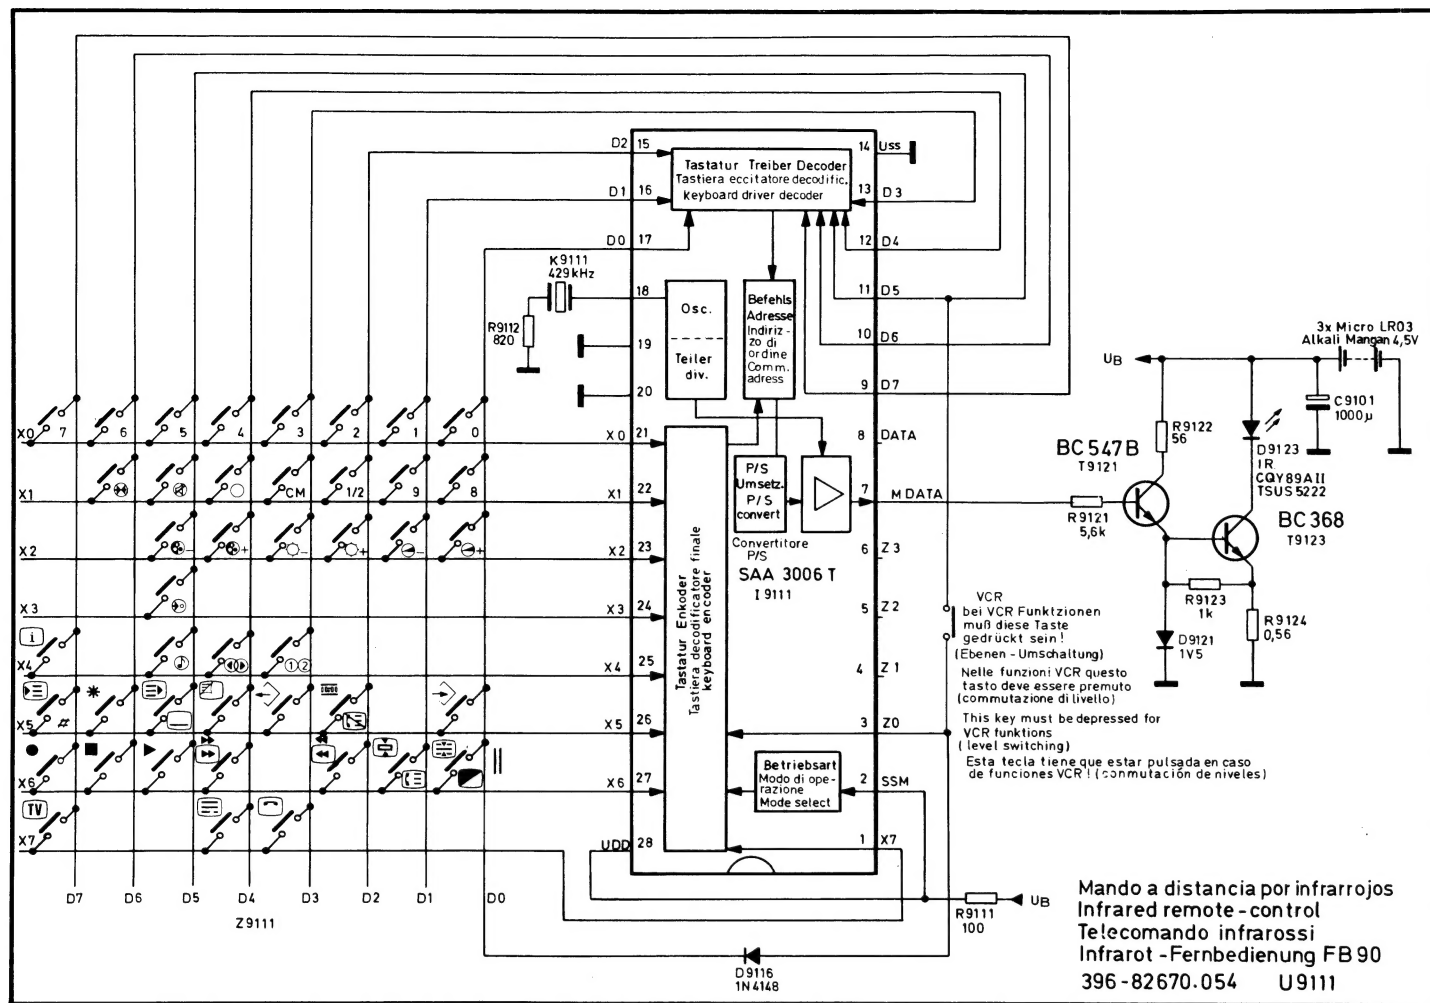 D2 15
14 Uss
Tastatur Treiber Decoder
Tastiera eccitatore decodific.
Keyboard driver decoder
D1 16
13 D3
D0 17
12 D4
K9111
429kHz
18
11 D5
Osc.
Befehls
Adresse
Indiriz-
zo di
ordine
Comm.
adress
R9112
820
19
10 D6
Teiler
div.
20
9 D7
3x Micro LR03
Alkali Mangan 4,5V
UB
C9101
1000µ
R9122
56
BC547B
T9121
D9123
IR
CQY89AII
TSUS5222
BC368
T9123
X0 7 6 5 4 3 2 1 0 X0 21
8 DATA
X1 CM 1/2 9 8 X1 22
P/S
Umsetz.
P/S
convert
7 MDATA
R9121
5,6k
X2 - + - + - + X2 23
Convertitore
P/S
6 Z3
SAA 3006 T
I 9111
Tastatur Enkoder
Tastiera decodificatore finale
keyboard encoder
X3 X3 24
5 Z2
R9123
1k
R9124
0,56
D9121
1V5
VCR
bei VCR Funktzionen
muß diese Taste
gedrückt sein!
(Ebenen-Umschaltung)
i
X4 1 2 X4 25
4 Z1
Nelle funzioni VCR questo
tasto deve essere premuto
(commutazione di livello)
X5 X5 26
3 Z0
This key must be depressed for
VCR funktions
(level switching)
Esta tecla tiene que estar pulsada en caso
de funciones VCR! (conmutación de niveles)
X6 X6 27
Betriebsart
Modo di ope-
razione
Mode select
2 SSM
TV
X7 UDD 28
1 X7
D7 D6 D5 D4 D3 D2 D1 D0
Z9111
R9111
100
UB
D9116
1N4148
Mando a distancia por infrarrojos
Infrared remote-control
Telecomando infrarossi
Infrarot-Fernbedienung FB90
396-82670.054 U9111